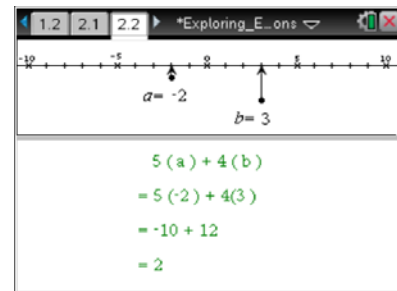 1.2 2.1 2.2 *Exploring_E...ons
-10 -5 0 5 10
a= -2
b= 3
5 (a) + 4 (b)
= 5 (-2) + 4(3)
= -10 + 12
= 2